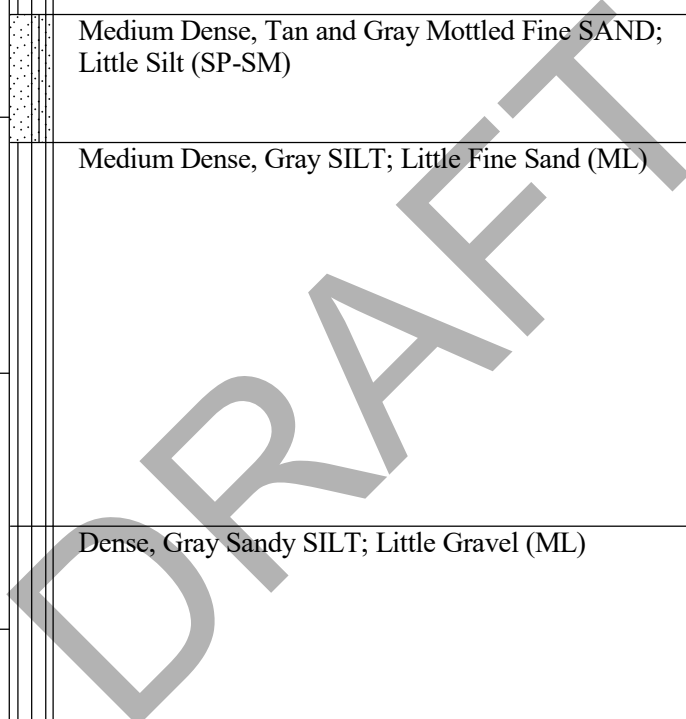 Medium Dense, Tan and Gray Mottled Fine SAND;
Little Silt (SP-SM)
Medium Dense, Gray SILT; Little Fine Sand (ML)
DRAFT
Dense, Gray Sandy SILT; Little Gravel (ML)